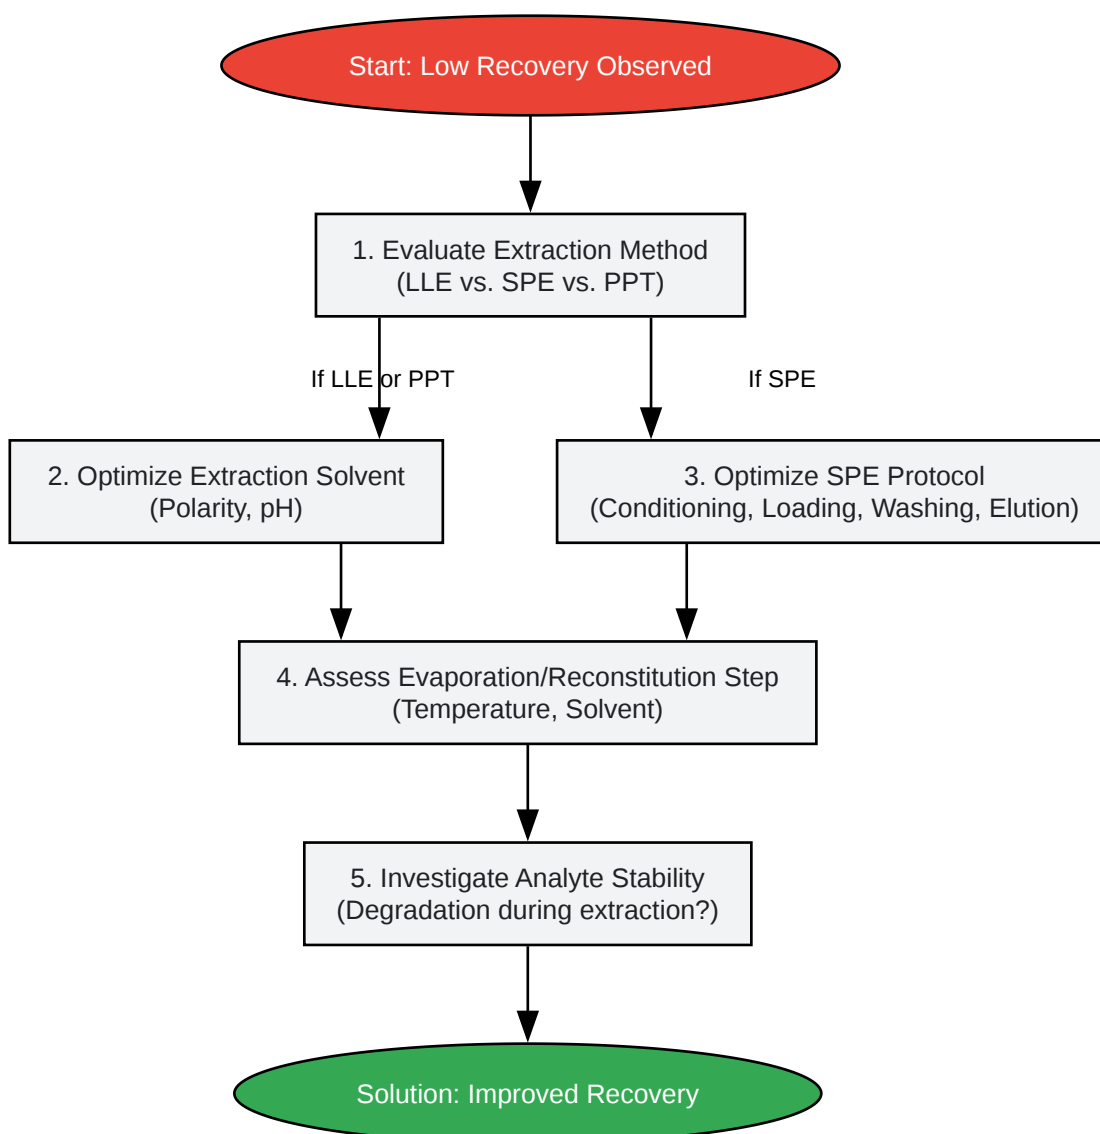 Start: Low Recovery Observed
1. Evaluate Extraction Method
(LLE vs. SPE vs. PPT)
If LLE or PPT
If SPE
2. Optimize Extraction Solvent
(Polarity, pH)
3. Optimize SPE Protocol
(Conditioning, Loading, Washing, Elution)
4. Assess Evaporation/Reconstitution Step
(Temperature, Solvent)
5. Investigate Analyte Stability
(Degradation during extraction?)
Solution: Improved Recovery